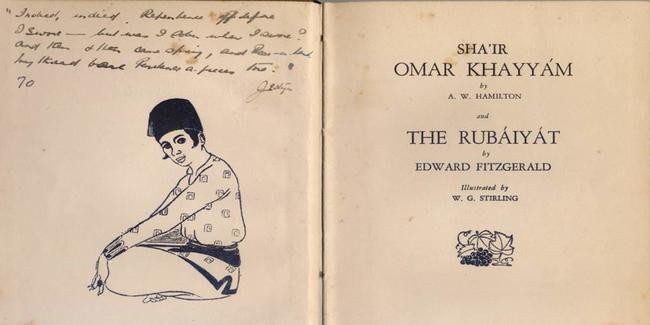 "Indeed, indeed, Repentance oft before
I swore — but was I sober when I swore?
And then & then came Spring, and Rose-in-hand
My thread bare Penitence a-pieces tore."
70
SHA'IR
OMAR KHAYYÁM
by
A. W. HAMILTON
and
THE RUBÁIYÁT
by
EDWARD FITZGERALD
Illustrated by
W. G. STIRLING